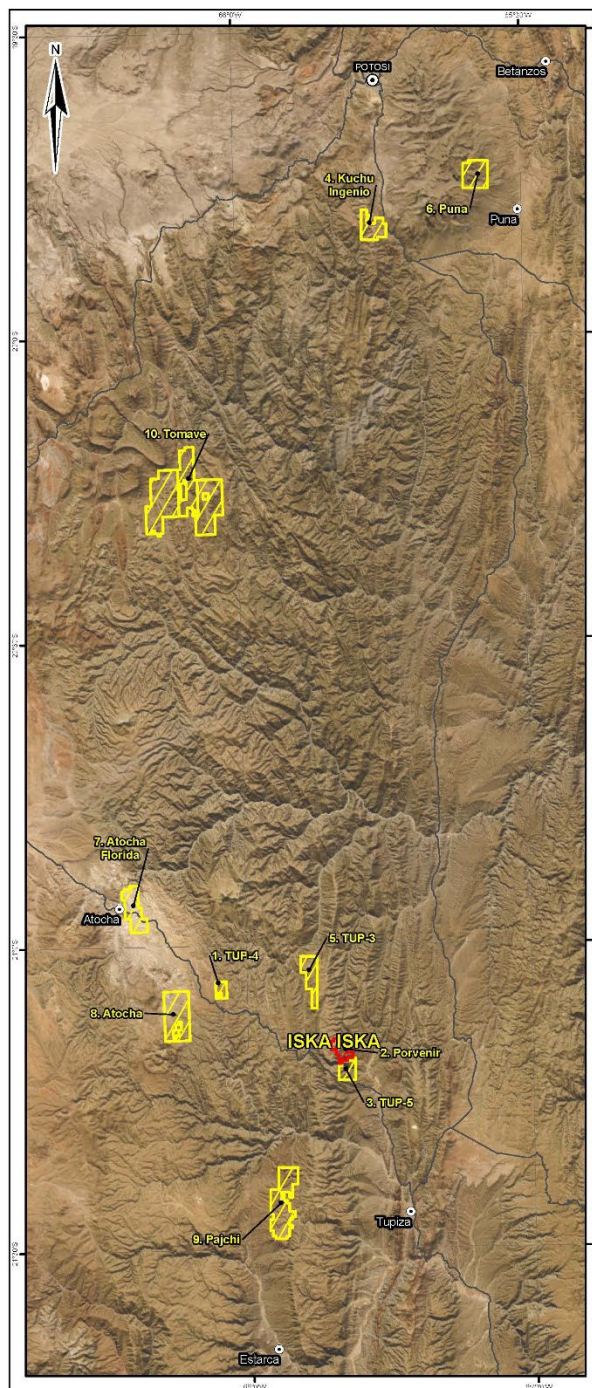 N
POTOSI
Betanzos
4. Kuchu
Ingenio
6. Puna
Puna
10. Tomave
7. Atocha
Florida
Atocha
1. TUP-4
5. TUP-3
8. Atocha
ISKA ISKA
2. Porvenir
3. TUP-5
9. Pajchi
Tupiza
Estarca